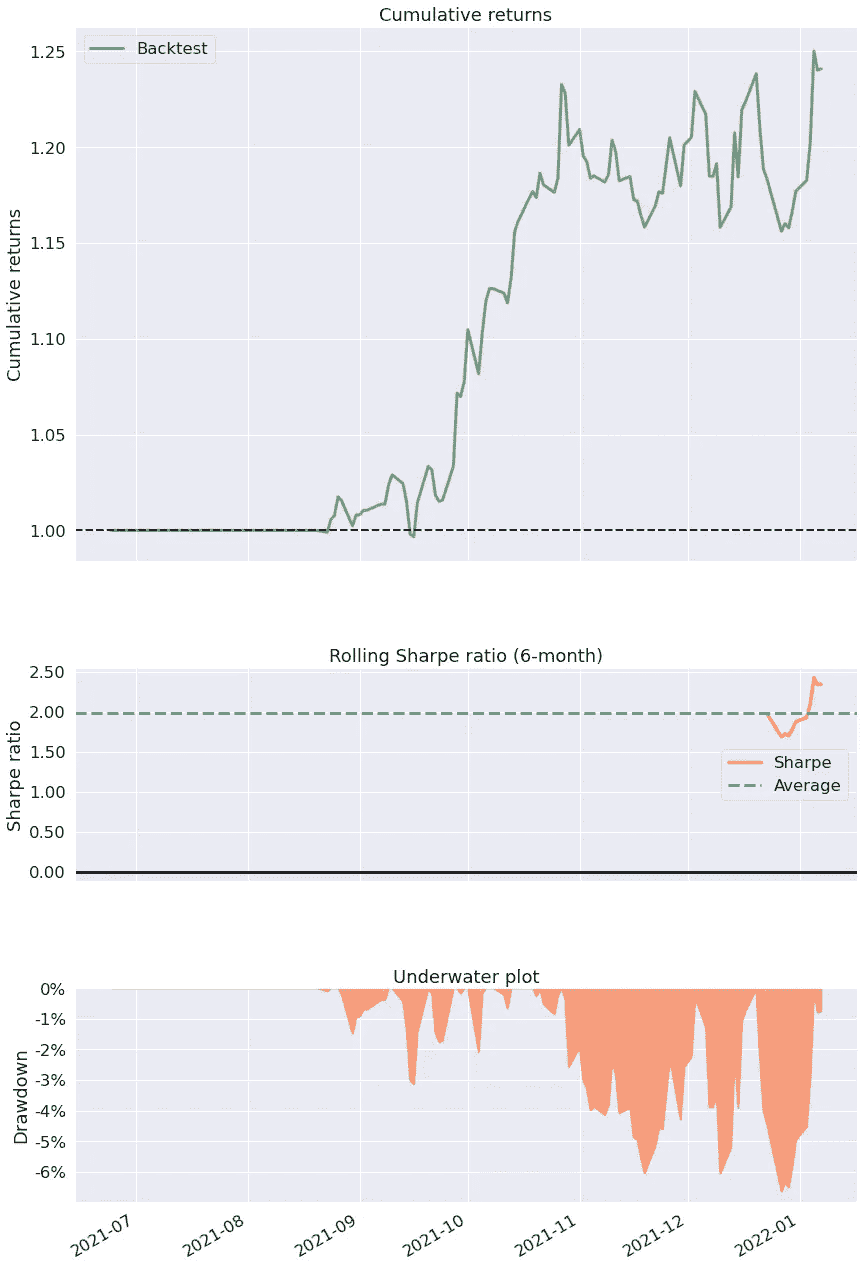 Cumulative returns
Backtest
Cumulative returns
1.25
1.20
1.15
1.10
1.05
1.00
Rolling Sharpe ratio (6-month)
Sharpe ratio
2.50
2.00
1.50
1.00
0.50
0.00
Sharpe
Average
Underwater plot
Drawdown
0%
-1%
-2%
-3%
-4%
-5%
-6%
2021-07
2021-08
2021-09
2021-10
2021-11
2021-12
2022-01